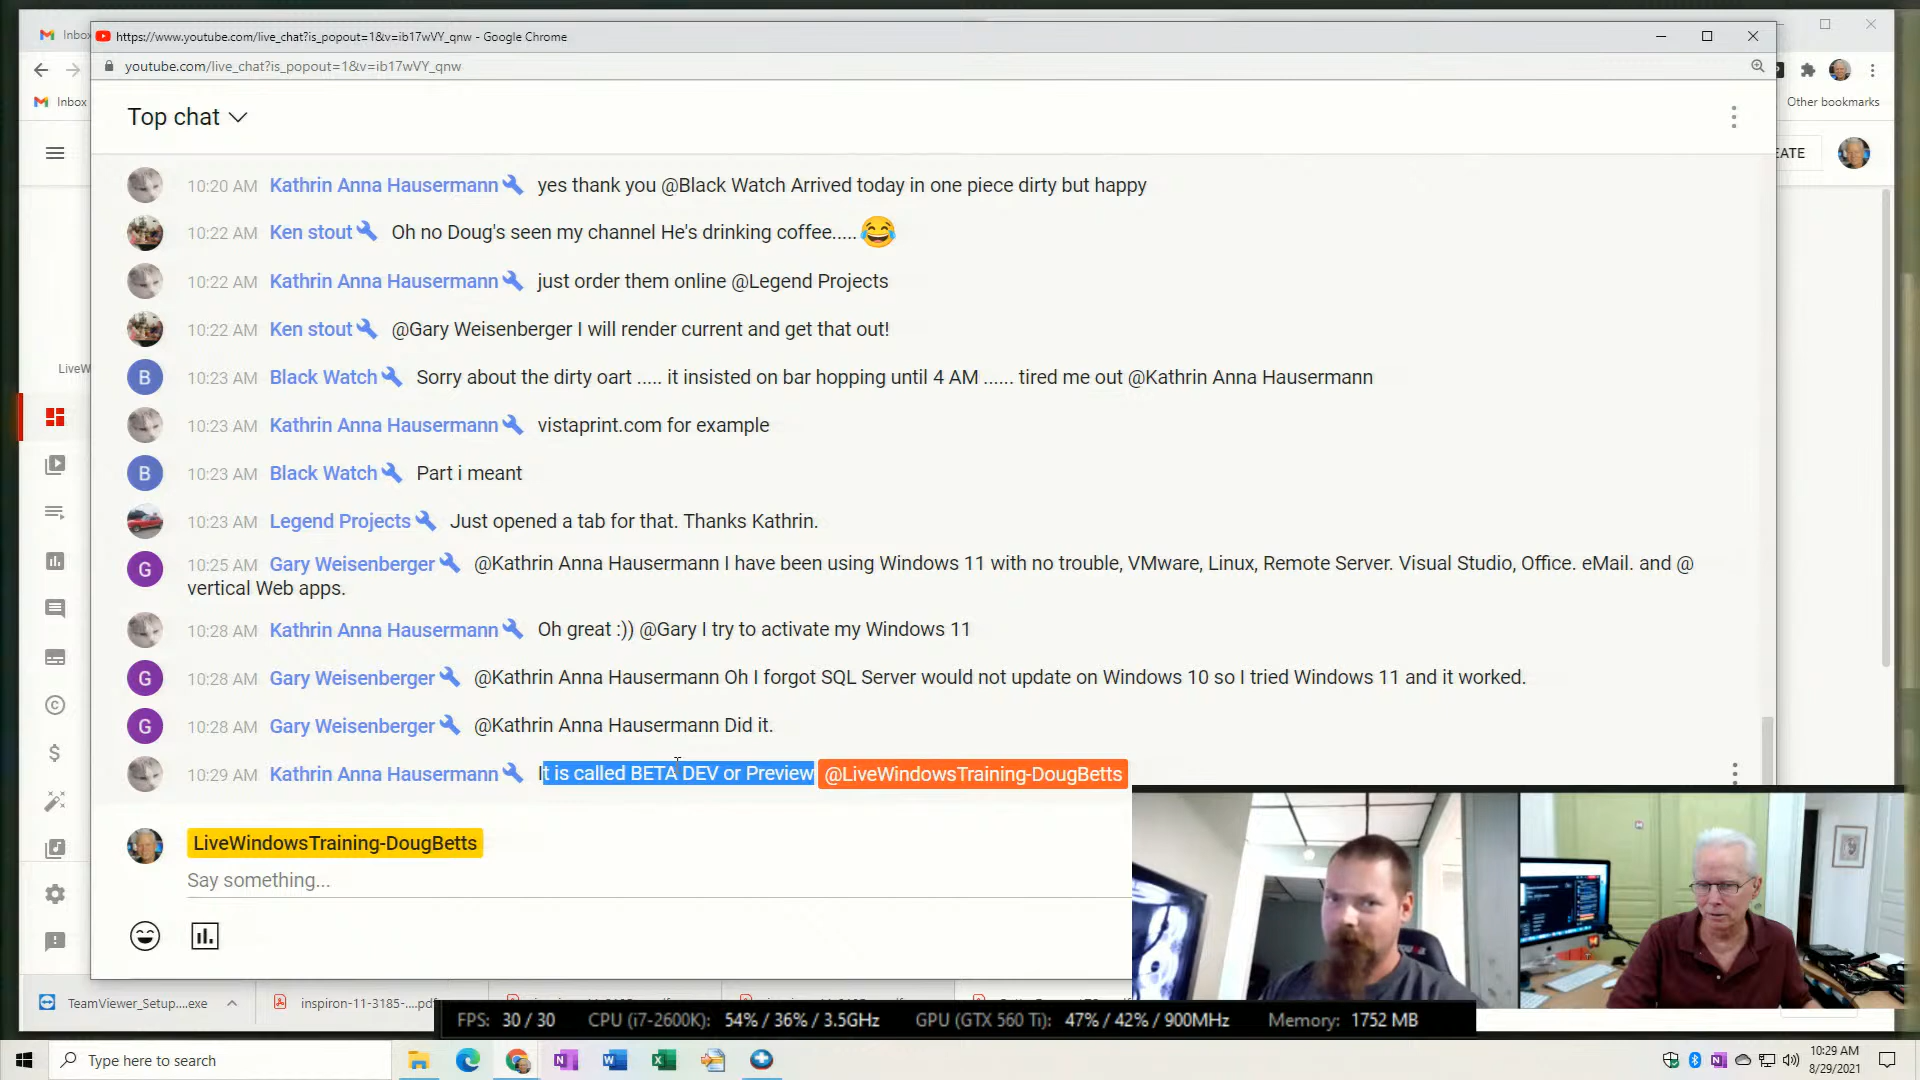 Inbo
https://www.youtube.com/live_chat?is_popout=1&v=ib17wVY_qnw - Google Chrome
youtube.com/live_chat?is_popout=1&v=ib17wVY_qnw
Inbox
Other bookmarks
Top chat
EATE
10:20 AM Kathrin Anna Hausermann yes thank you @Black Watch Arrived today in one piece dirty but happy
10:22 AM Ken stout Oh no Doug's seen my channel He's drinking coffee.....😂
10:22 AM Kathrin Anna Hausermann just order them online @Legend Projects
10:22 AM Ken stout @Gary Weisenberger I will render current and get that out!
LiveW
B 10:23 AM Black Watch Sorry about the dirty oart ..... it insisted on bar hopping until 4 AM ...... tired me out @Kathrin Anna Hausermann
10:23 AM Kathrin Anna Hausermann vistaprint.com for example
B 10:23 AM Black Watch Part i meant
10:23 AM Legend Projects Just opened a tab for that. Thanks Kathrin.
G 10:25 AM Gary Weisenberger @Kathrin Anna Hausermann I have been using Windows 11 with no trouble, VMware, Linux, Remote Server. Visual Studio, Office. eMail. and @
vertical Web apps.
10:28 AM Kathrin Anna Hausermann Oh great :)) @Gary I try to activate my Windows 11
G 10:28 AM Gary Weisenberger @Kathrin Anna Hausermann Oh I forgot SQL Server would not update on Windows 10 so I tried Windows 11 and it worked.
G 10:28 AM Gary Weisenberger @Kathrin Anna Hausermann Did it.
10:29 AM Kathrin Anna Hausermann It is called BETA DEV or Preview @LiveWindowsTraining-DougBetts
LiveWindowsTraining-DougBetts
Say something...
TeamViewer_Setup....exe
inspiron-11-3185-....pdf
FPS: 30 / 30 CPU (i7-2600K): 54% / 36% / 3.5GHz GPU (GTX 560 Ti): 47% / 42% / 900MHz Memory: 1752 MB
Type here to search
10:29 AM
8/29/2021